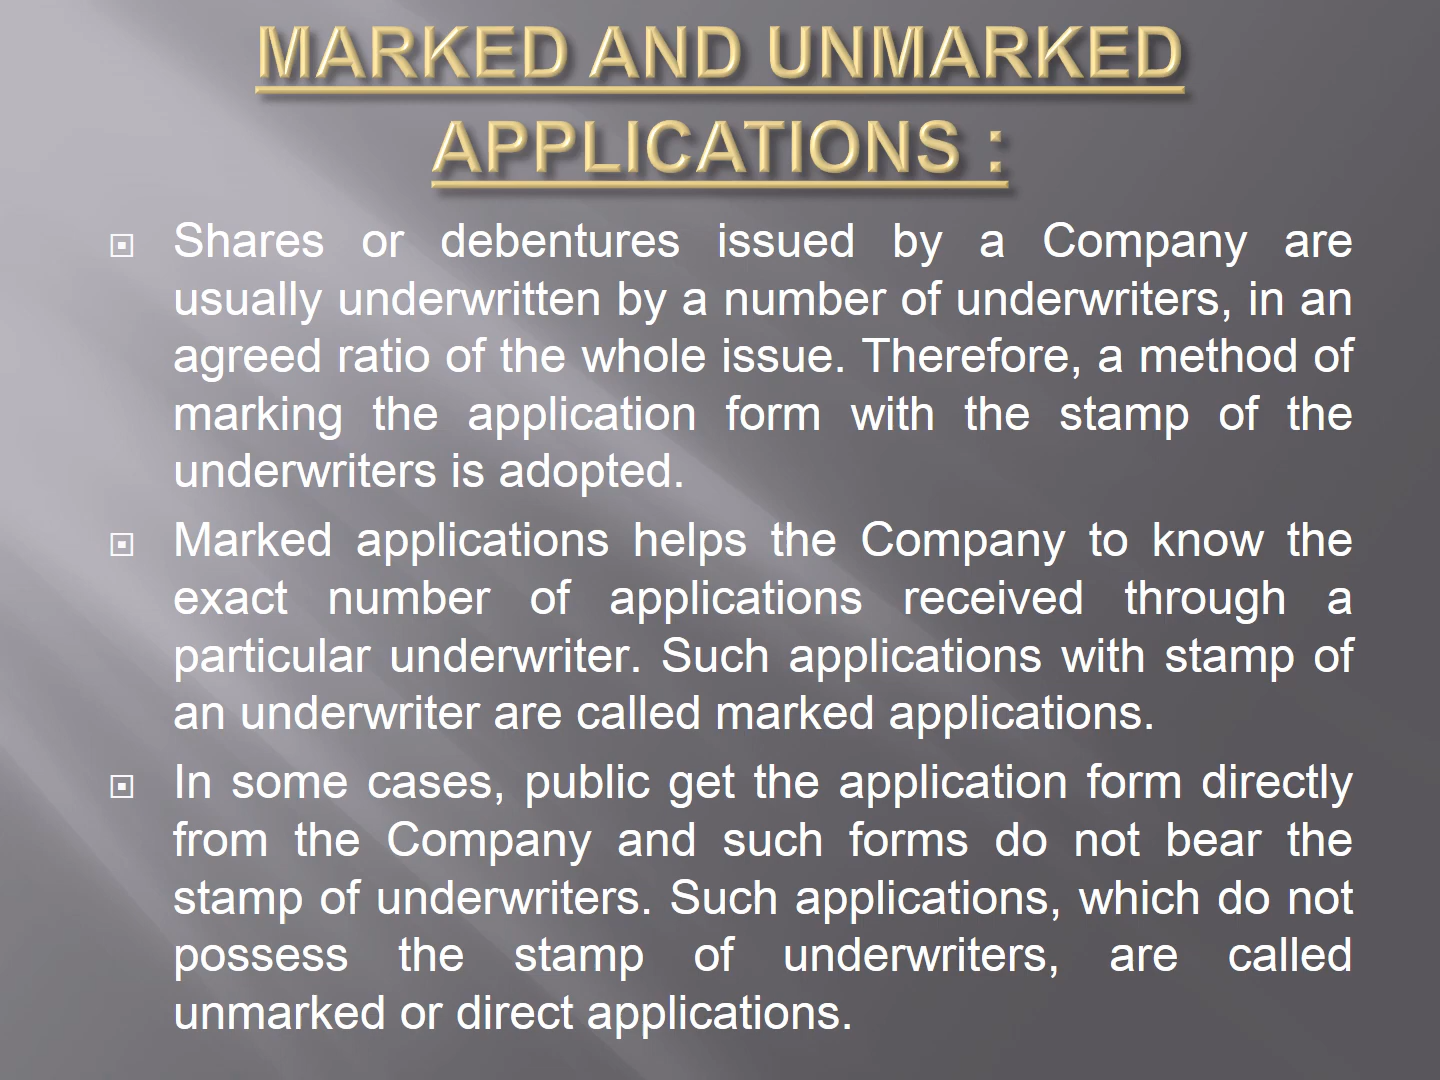 MARKED AND UNMARKED
APPLICATIONS :
Shares or debentures issued by a Company are
usually underwritten by a number of underwriters, in an
agreed ratio of the whole issue. Therefore, a method of
marking the application form with the stamp of the
underwriters is adopted.
Marked applications helps the Company to know the
exact number of applications received through a
particular underwriter. Such applications with stamp of
an underwriter are called marked applications.
In some cases, public get the application form directly
from the Company and such forms do not bear the
stamp of underwriters. Such applications, which do not
possess the stamp of underwriters, are called
unmarked or direct applications.